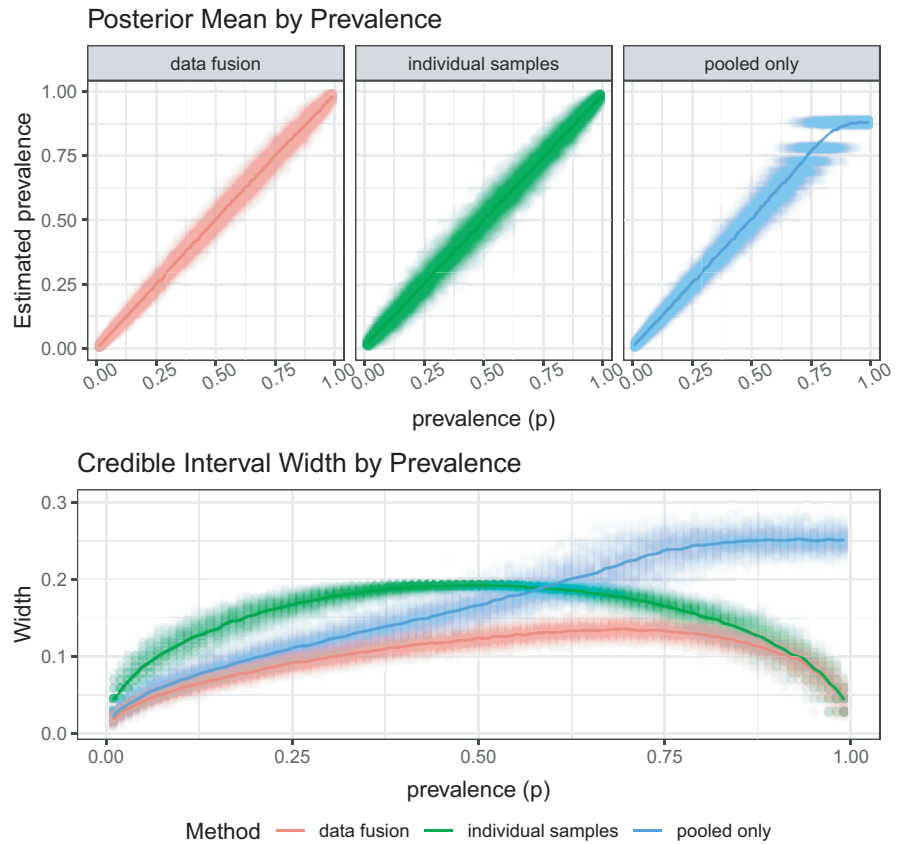 Posterior Mean by Prevalence
data fusion individual samples pooled only
1.00
0.75
0.50
0.25
0.00
Estimated prevalence
0.00 0.25 0.50 0.75 1.00 0.00 0.25 0.50 0.75 1.00 0.00 0.25 0.50 0.75 1.00
prevalence (p)
Credible Interval Width by Prevalence
0.3
0.2
0.1
0.0
Width
0.00 0.25 0.50 0.75 1.00
prevalence (p)
Method data fusion individual samples pooled only